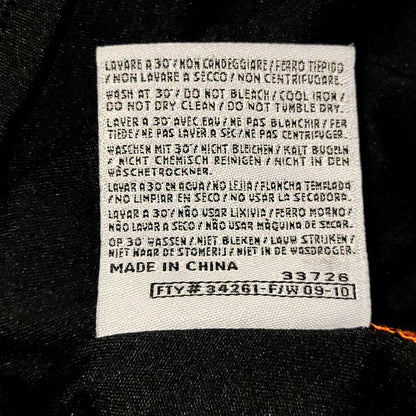 LAVARE A 30°/NON CANDEGGIARE/FERRO TIEPIDO
/NON LAVARE A SECCO/NON CENTRIFUGARE.
WASH AT 30°/DO NOT BLEACH/COOL IRON/
DO NOT DRY CLEAN/DO NOT TUMBLE DRY.
LAVER A 30° AVEC EAU/NE PAS BLANCHIR/FER
TIEDE/NE PAS LAVER A SEC/NE PAS CENTIFUGER.
WASCHEN MIT 30°/NICHT BLEICHEN/KALT BUGELN
/NICHT CHEMISCH REINIGEN/NICHT IN DEN
WÄSCHETROCKNER.
LAVAR A 30° EN AGUA/NO LEJIA/PLANCHA TEMPLADA
/NO LIMPIAR EN SECO/NO USAR LA SECADORA.
LAVAR A 30°/NÃO USAR LIXIVIA/FERRO MORNO/
NÃO LAVAR A SECO/NÃO USAR MÁQUINA DE SECAR.
OP 30° WASSEN/NIET BLEKEN/LAUW STRIJKEN/
NIET NAAR DE STOMERIJ/NIET IN DE WASDROGER.
MADE IN CHINA
33726
FTY# 34261-F/W 09-10